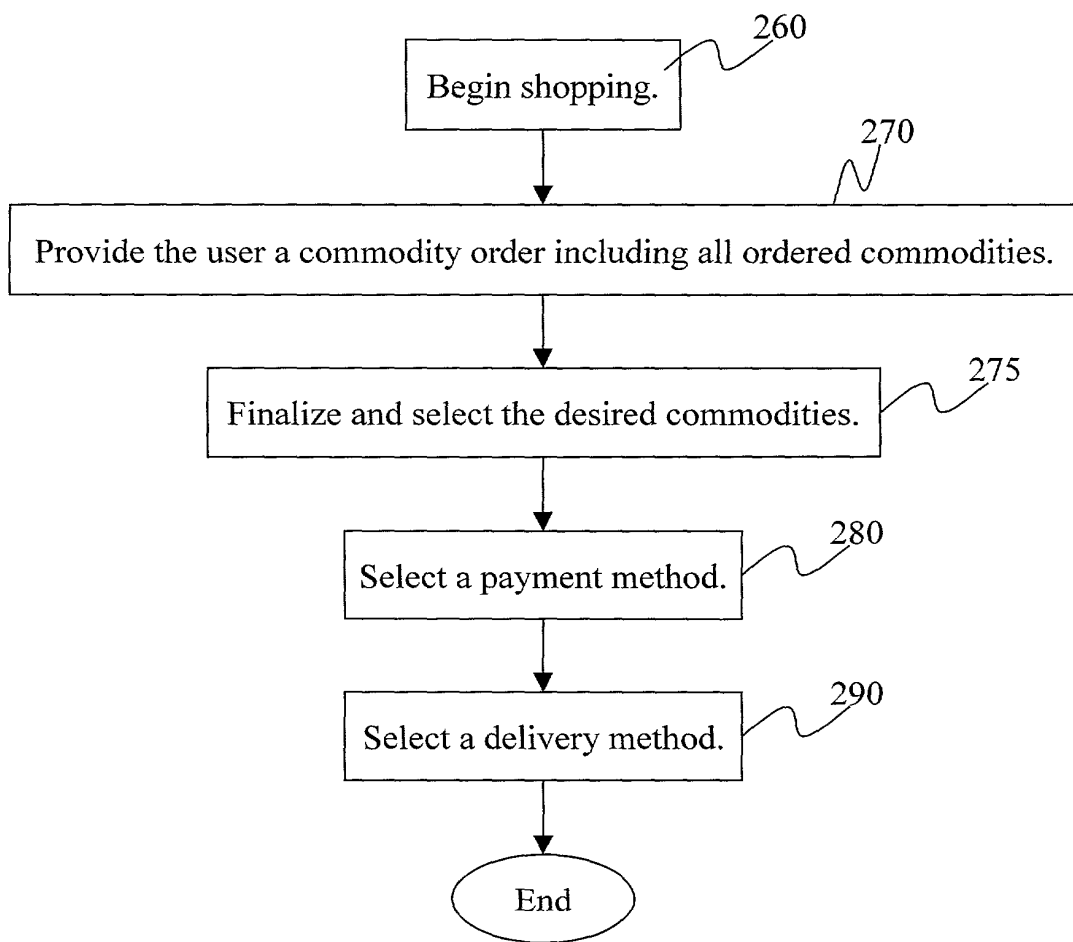 260
Begin shopping.
270
Provide the user a commodity order including all ordered commodities.
275
Finalize and select the desired commodities.
280
Select a payment method.
290
Select a delivery method.
End